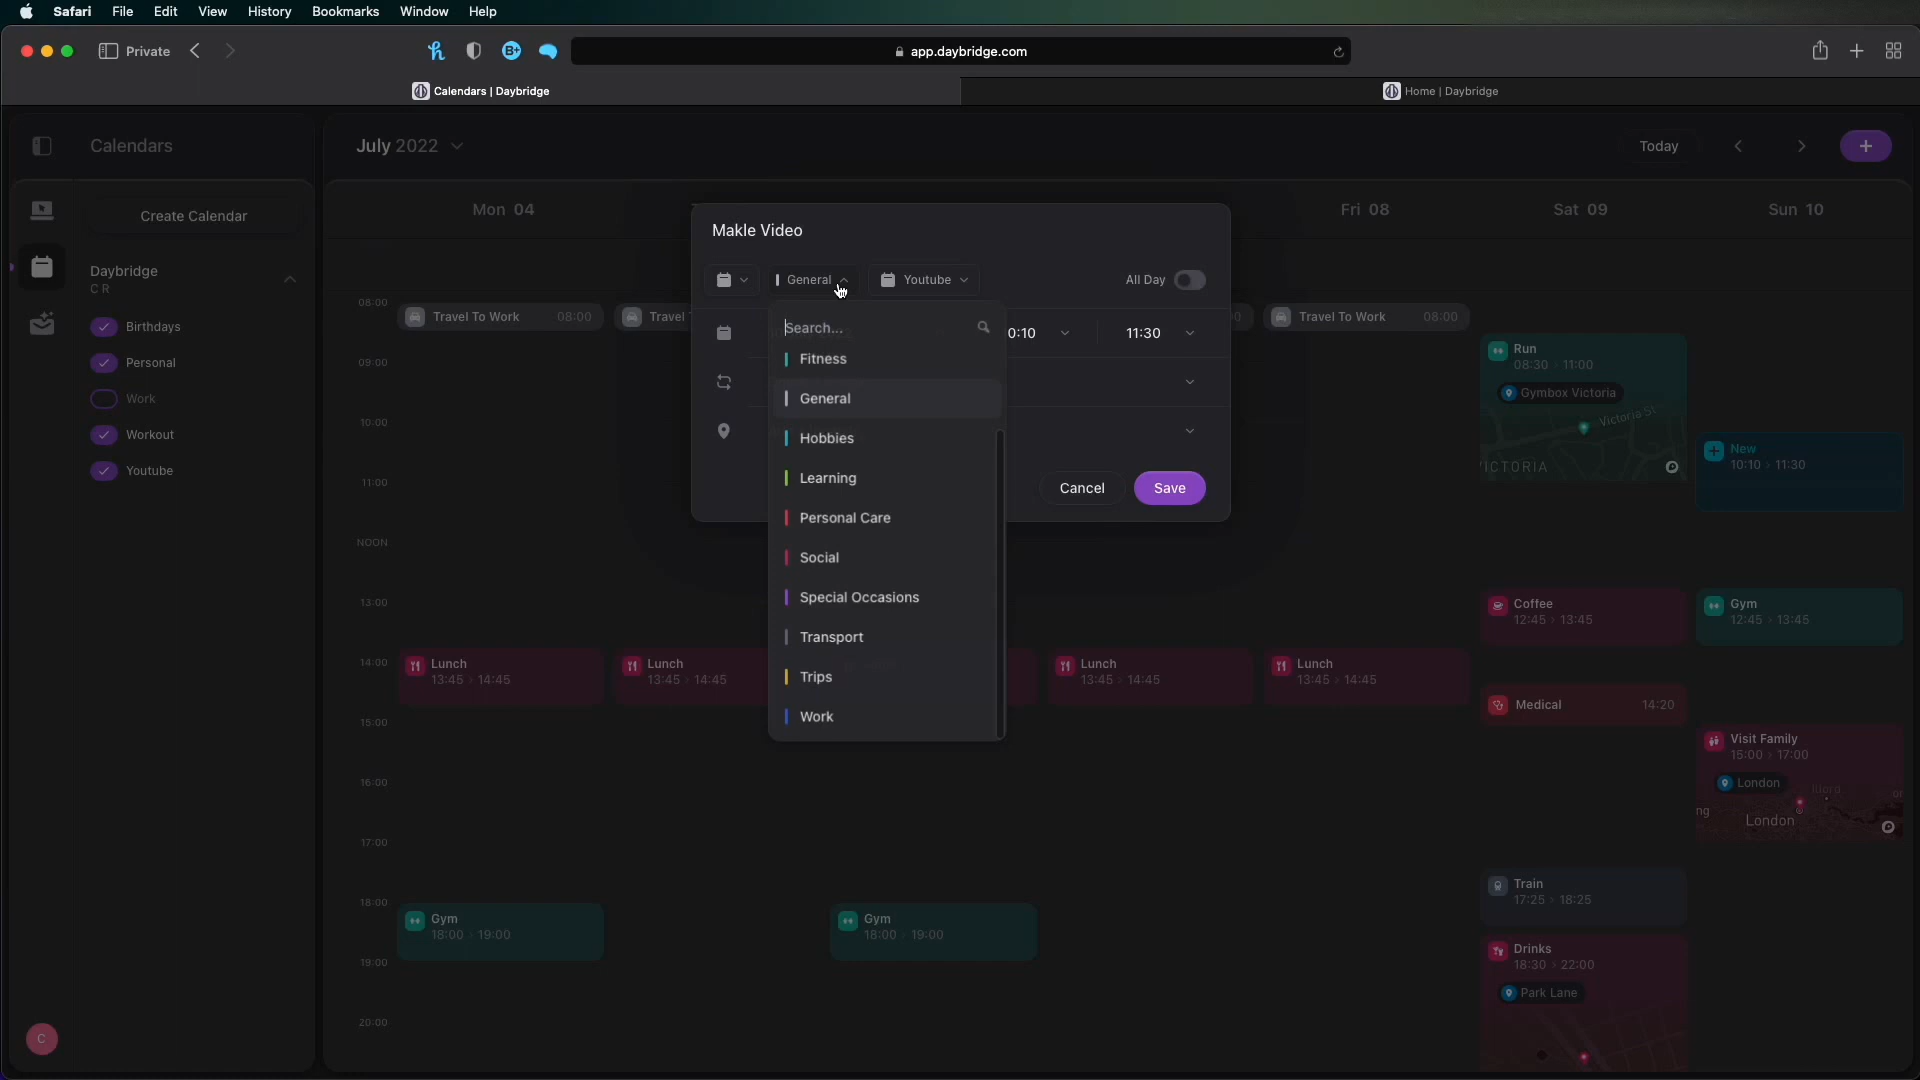 Safari File Edit View History Bookmarks Window Help
Private
app.daybridge.com
Calendars | Daybridge
Home | Daybridge
Calendars
July 2022
Today
Create Calendar
Mon 04
Fri 08
Sat 09
Sun 10
Daybridge
C R
Birthdays
Personal
Work
Workout
Youtube
C
Makle Video
General
Youtube
All Day
Search...
0:10
11:30
Fitness
General
Hobbies
Learning
Personal Care
Social
Special Occasions
Transport
Trips
Work
Cancel
Save
08:00
09:00
10:00
11:00
NOON
13:00
14:00
15:00
16:00
17:00
18:00
19:00
20:00
Travel To Work 08:00
Travel
Travel To Work 08:00
Lunch
13:45 > 14:45
Lunch
13:45 > 14:45
Lunch
13:45 > 14:45
Lunch
13:45 > 14:45
Gym
18:00 > 19:00
Gym
18:00 > 19:00
Run
08:30 > 11:00
Gymbox Victoria
Victoria St
ICTORIA
Coffee
12:45 > 13:45
Medical 14:20
Train
17:25 > 18:25
Drinks
18:30 > 22:00
Park Lane
New
10:10 > 11:30
Gym
12:45 > 13:45
Visit Family
15:00 > 17:00
London
ng
London